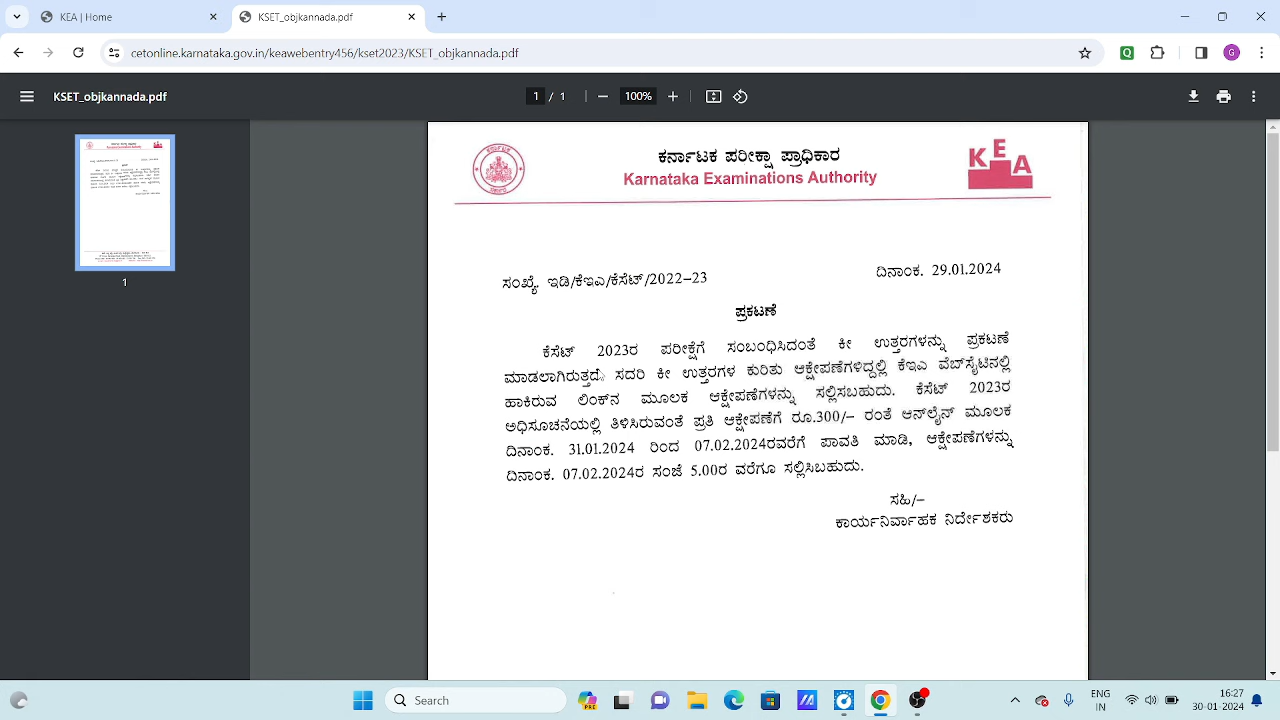 KEA | Home
KSET_objkannada.pdf
cetonline.karnataka.gov.in/keawebentry456/kset2023/KSET_objkannada.pdf
Q
G
KSET_objkannada.pdf
1 / 1
100%
1
ಕರ್ನಾಟಕ ಪರೀಕ್ಷಾ ಪ್ರಾಧಿಕಾರ
Karnataka Examinations Authority
KEA
ಸಂಖ್ಯೆ. ಇಡಿ/ಕೆಇಎ/ಕೆಸೆಟ್/2022–23
ದಿನಾಂಕ. 29.01.2024
ಪ್ರಕಟಣೆ
ಕೆಸೆಟ್ 2023ರ ಪರೀಕ್ಷೆಗೆ ಸಂಬಂಧಿಸಿದಂತೆ ಕೀ ಉತ್ತರಗಳನ್ನು ಪ್ರಕಟಣೆ
ಮಾಡಲಾಗಿರುತ್ತದೆ. ಸದರಿ ಕೀ ಉತ್ತರಗಳ ಕುರಿತು ಆಕ್ಷೇಪಣೆಗಳಿದ್ದಲ್ಲಿ ಕೆಇಎ ವೆಬ್‌ಸೈಟಿನಲ್ಲಿ
ಹಾಕಿರುವ ಲಿಂಕ್‌ನ ಮೂಲಕ ಆಕ್ಷೇಪಣೆಗಳನ್ನು ಸಲ್ಲಿಸಬಹುದು. ಕೆಸೆಟ್ 2023ರ
ಅಧಿಸೂಚನೆಯಲ್ಲಿ ತಿಳಿಸಿರುವಂತೆ ಪ್ರತಿ ಆಕ್ಷೇಪಣೆಗೆ ರೂ.300/– ರಂತೆ ಆನ್‌ಲೈನ್ ಮೂಲಕ
ದಿನಾಂಕ. 31.01.2024 ರಿಂದ 07.02.2024ರವರೆಗೆ ಪಾವತಿ ಮಾಡಿ, ಆಕ್ಷೇಪಣೆಗಳನ್ನು
ದಿನಾಂಕ. 07.02.2024ರ ಸಂಜೆ 5.00ರ ವರೆಗೂ ಸಲ್ಲಿಸಿಬಹುದು.
ಸಹಿ/–
ಕಾರ್ಯನಿರ್ವಾಹಕ ನಿರ್ದೇಶಕರು
Search
ENG
IN
16:27
30-01-2024